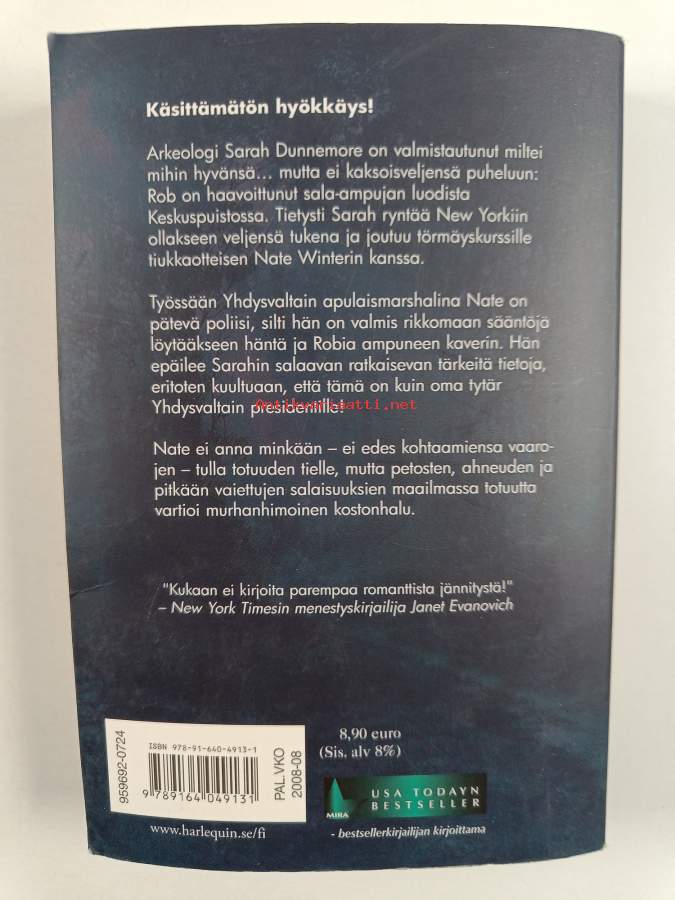 Käsittämätön hyökkäys!
Arkeologi Sarah Dunnemore on valmistautunut miltei
mihin hyvänsä... mutta ei kaksoisveljensä puheluun:
Rob on haavoittunut sala-ampujan luodista
Keskuspuistossa. Tietysti Sarah ryntää New Yorkiin
ollakseen veljensä tukena ja joutuu törmäyskurssille
tiukkaotteisen Nate Winterin kanssa.
Työssään Yhdysvaltain apulaismarshalina Nate on
pätevä poliisi, silti hän on valmis rikkomaan sääntöjä
löytääkseen häntä ja Robia ampuneen kaverin. Hän
epäilee Sarahin salaavan ratkaisevan tärkeitä tietoja,
eritoten kuultuaan, että tämä on kuin oma tytär
Yhdysvaltain presidentille!
Antikvariaatti.net
Nate ei anna minkään – ei edes kohtaamiensa vaaro-
jen – tulla totuuden tielle, mutta petosten, ahneuden ja
pitkään vaiettujen salaisuuksien maailmassa totuutta
vartioi murhanhimoinen kostonhalu.
"Kukaan ei kirjoita parempaa romanttista jännitystä!"
– New York Timesin menestyskirjailija Janet Evanovich
959692-0724
ISBN 978-91-640-4913-1
9 789164 049131
PAL.VKO
2008-08
www.harlequin.se/fi
8,90 euro
(Sis. alv 8%)
MIRA
USA TODAYN
BESTSELLER
- bestsellerkirjailijan kirjoittama